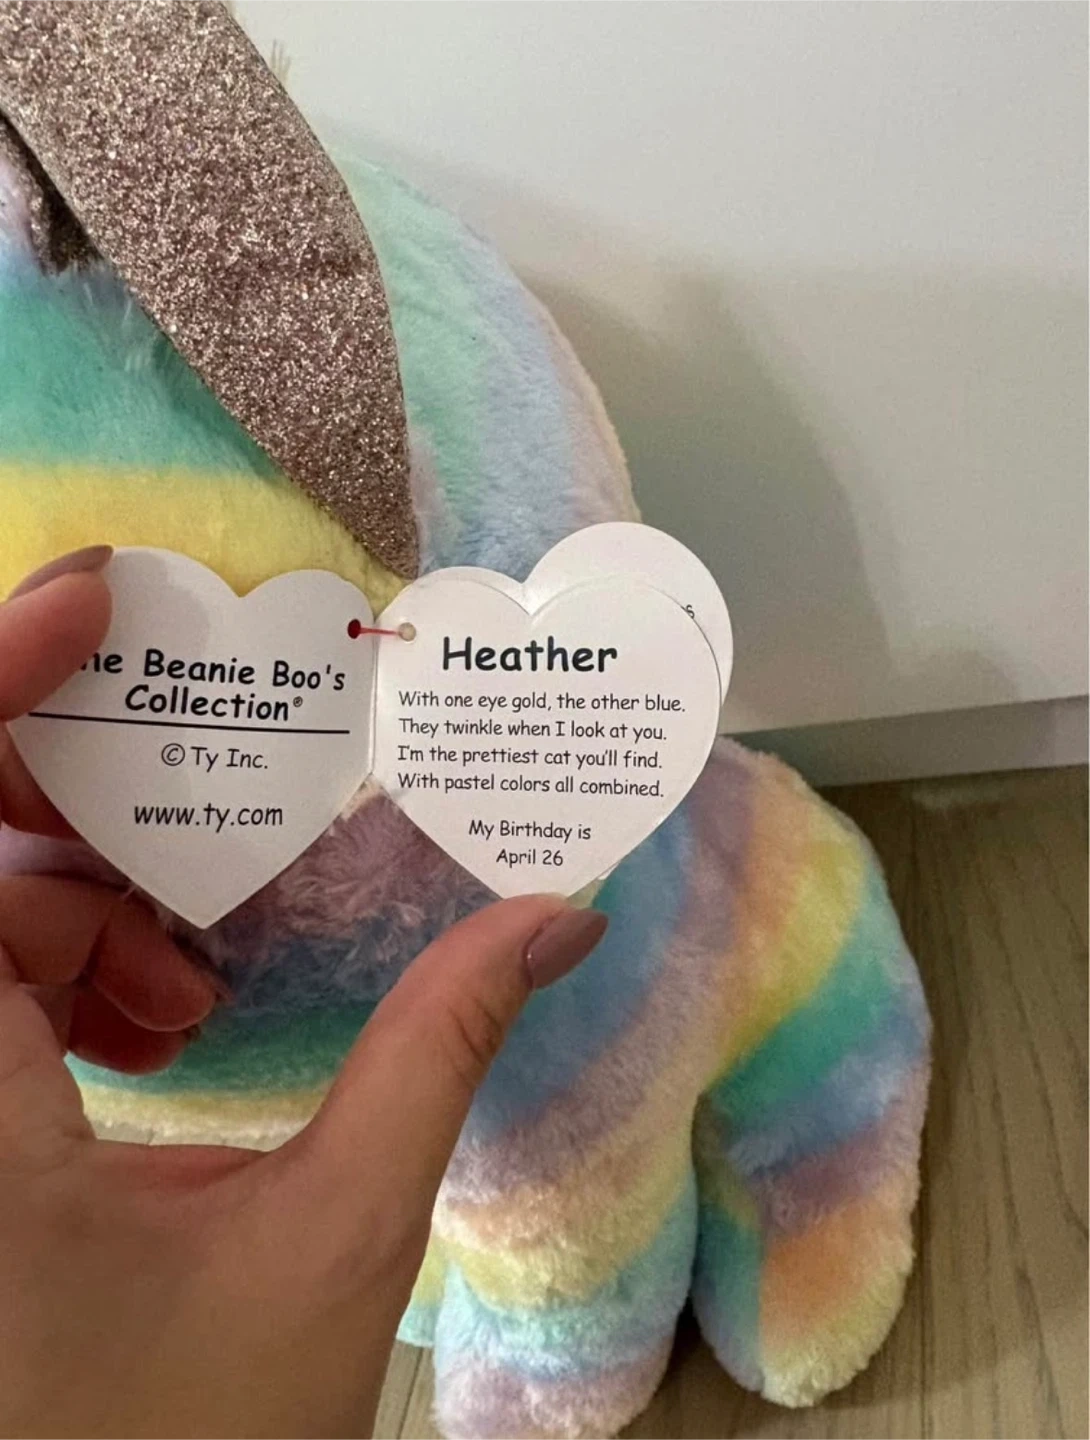 Beanie Boo's
Collection®
© Ty Inc.
www.ty.com
Heather
With one eye gold, the other blue.
They twinkle when I look at you.
I'm the prettiest cat you'll find.
With pastel colors all combined.
My Birthday is
April 26